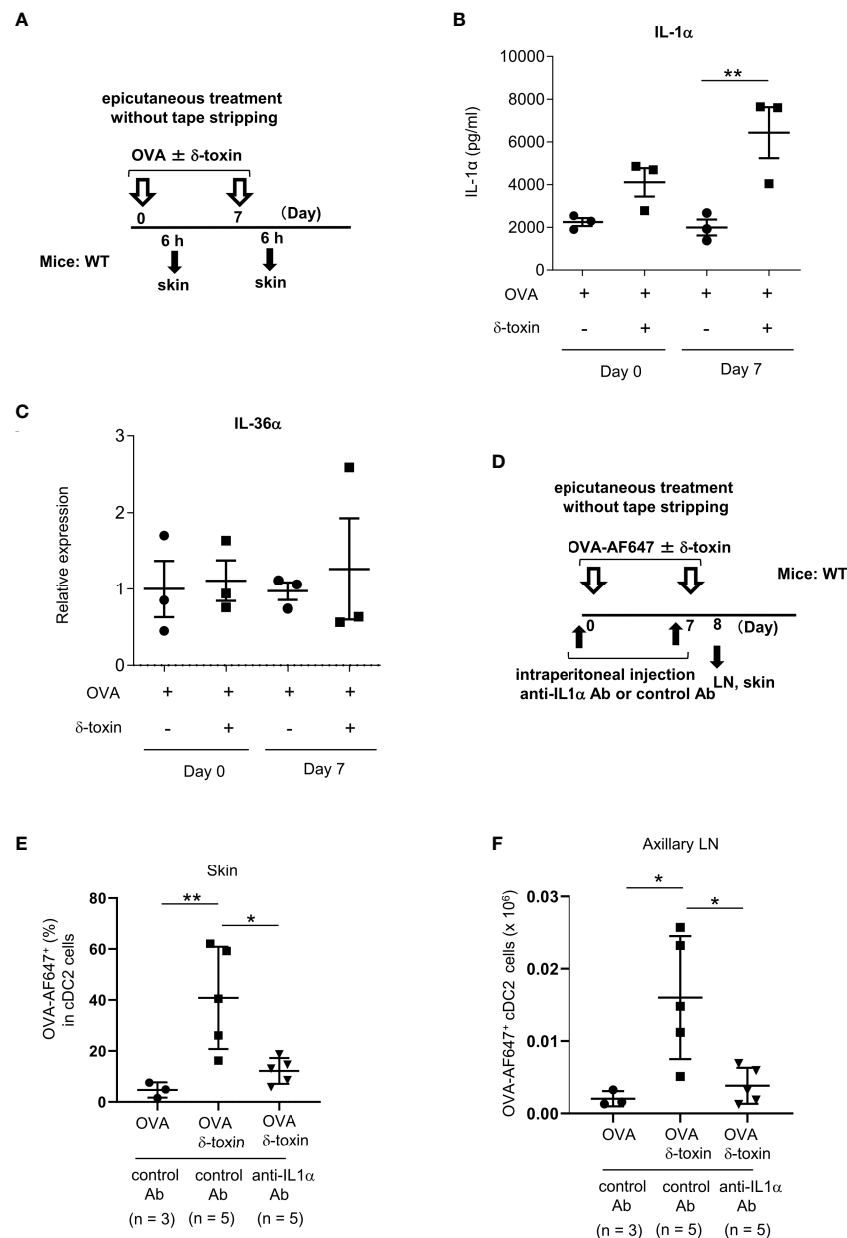 A
epicutaneous treatment
without tape stripping
OVA ± δ-toxin
0 7 (Day)
6 h 6 h
Mice: WT
skin skin
B
IL-1α
IL-1α (pg/ml)
10000
8000
6000
4000
2000
0
**
OVA + + + +
δ-toxin - + - +
Day 0 Day 7
C
IL-36α
Relative expression
3
2
1
0
OVA + + + +
δ-toxin - + - +
Day 0 Day 7
D
epicutaneous treatment
without tape stripping
OVA-AF647 ± δ-toxin
Mice: WT
0 7 8 (Day)
intraperitoneal injection
anti-IL1α Ab or control Ab
LN, skin
E
Skin
OVA-AF647⁺ (%)
in cDC2 cells
80
60
40
20
0
** *
OVA OVA OVA
δ-toxin δ-toxin
control control anti-IL1α
Ab Ab Ab
(n = 3) (n = 5) (n = 5)
F
Axillary LN
OVA-AF647⁺ cDC2 cells (x 10⁶)
0.03
0.02
0.01
0.00
* *
OVA OVA OVA
δ-toxin δ-toxin
control control anti-IL1α
Ab Ab Ab
(n = 3) (n = 5) (n = 5)